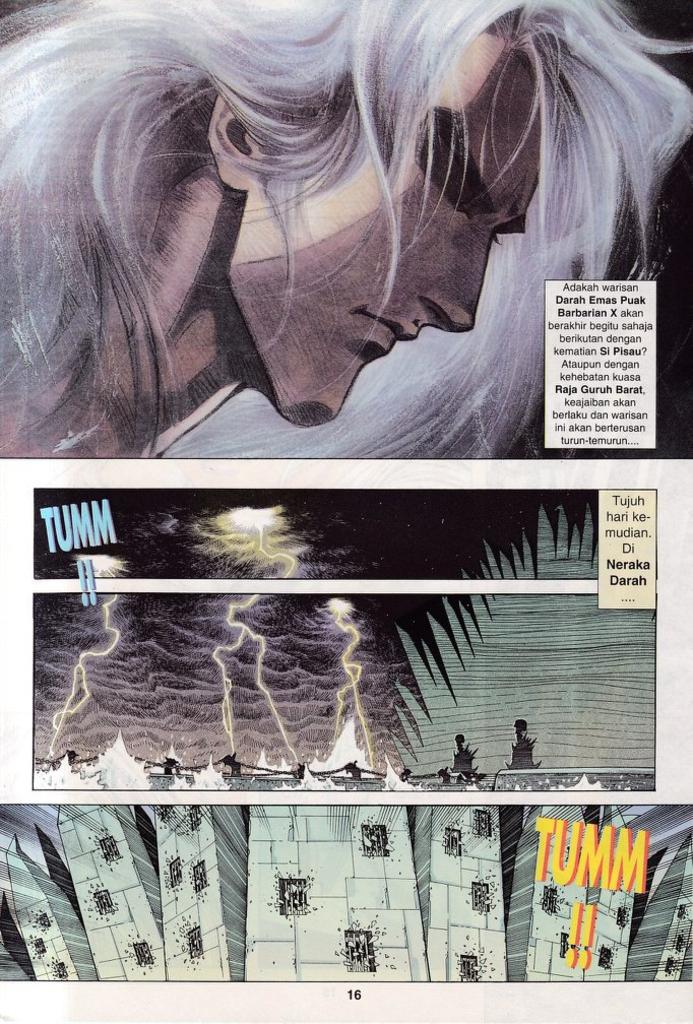 Adakah warisan
Darah Emas Puak
Barbarian X akan
berakhir begitu sahaja
berikutan dengan
kematian Si Pisau?
Ataupun dengan
kehebatan kuasa
Raja Guruh Barat,
keajaiban akan
berlaku dan warisan
ini akan berterusan
turun-temurun....
TUMM
!!
Tujuh
hari ke-
mudian.
Di
Neraka
Darah
....
TUMM
!!
16